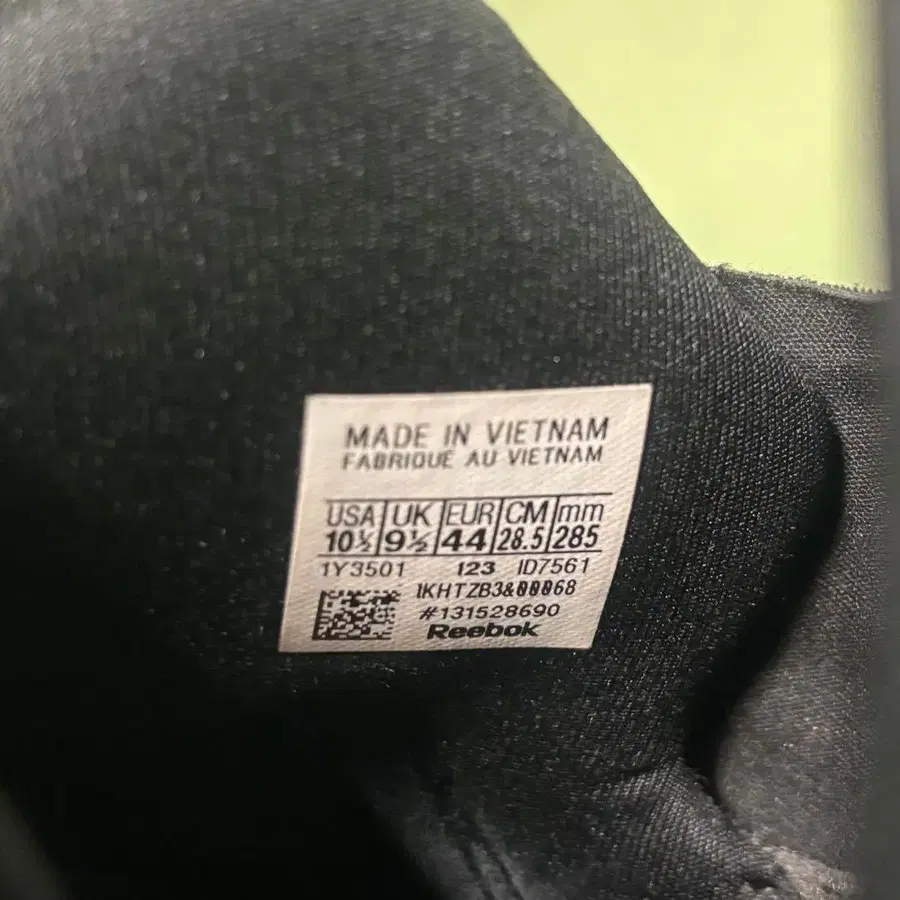 MADE IN VIETNAM
FABRIQUÉ AU VIETNAM
USA UK EUR CM mm
10½ 9½ 44 28.5 285
1Y3501 123 ID7561
#131528690
Reebok